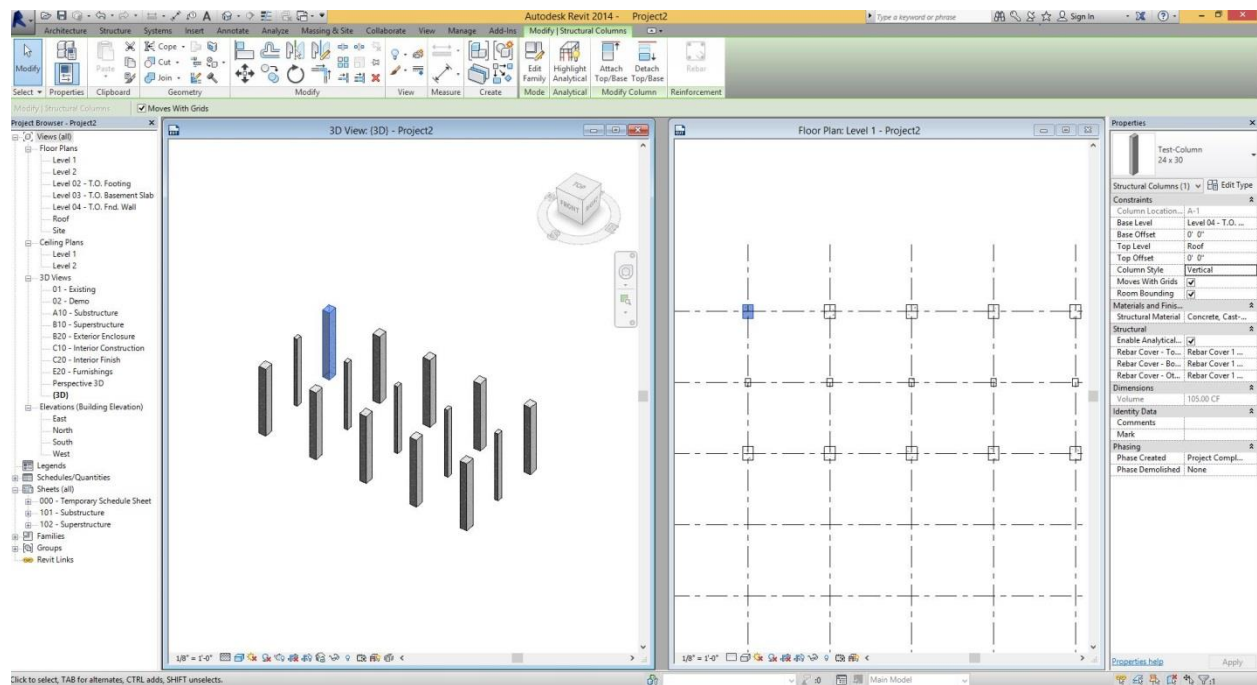 Autodesk Revit 2014 - Project2
Type a keyword or phrase
Sign In
Architecture Structure Systems Insert Annotate Analyze Massing & Site Collaborate View Manage Add-Ins Modify | Structural Columns
Modify
Properties
Paste
Cope
Cut
Join
Edit Family
Highlight Analytical
Attach Top/Base
Detach Top/Base
Rebar
Select Properties Clipboard Geometry Modify View Measure Create Mode Analytical Modify Column Reinforcement
Modify | Structural Columns
Moves With Grids
Project Browser - Project2
Views (all)
Floor Plans
Level 1
Level 2
Level 02 - T.O. Footing
Level 03 - T.O. Basement Slab
Level 04 - T.O. Fnd. Wall
Roof
Site
Ceiling Plans
Level 1
Level 2
3D Views
01 - Existing
02 - Demo
A10 - Substructure
B10 - Superstructure
B20 - Exterior Enclosure
C10 - Interior Construction
C20 - Interior Finish
E20 - Furnishings
Perspective 3D
{3D}
Elevations (Building Elevation)
East
North
South
West
Legends
Schedules/Quantities
Sheets (all)
000 - Temporary Schedule Sheet
101 - Substructure
102 - Superstructure
Families
Groups
Revit Links
3D View: {3D} - Project2
TOP
FRONT
RIGHT
1/8" = 1'-0"
Floor Plan: Level 1 - Project2
1/8" = 1'-0"
Properties
Test-Column
24 x 30
Structural Columns (1) Edit Type
Constraints
Column Location... A-1
Base Level Level 04 - T.O. ...
Base Offset 0' 0"
Top Level Roof
Top Offset 0' 0"
Column Style Vertical
Moves With Grids
Room Bounding
Materials and Finis...
Structural Material Concrete, Cast-...
Structural
Enable Analytical...
Rebar Cover - To... Rebar Cover 1 ...
Rebar Cover - Bo... Rebar Cover 1 ...
Rebar Cover - Ot... Rebar Cover 1 ...
Dimensions
Volume 105.00 CF
Identity Data
Comments
Mark
Phasing
Phase Created Project Compl...
Phase Demolished None
Properties help Apply
Click to select, TAB for alternates, CTRL adds, SHIFT unselects.
:0
Main Model
:1